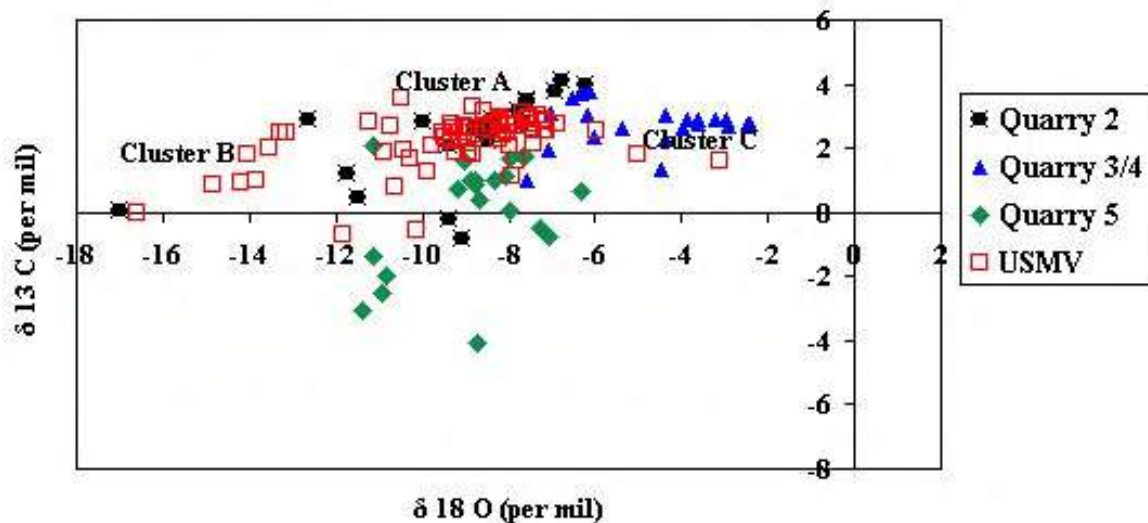 6
4
2
0
-2
-4
-6
-8
-18 -16 -14 -12 -10 -8 -6 -4 -2 0 2
Cluster A
Cluster B
Cluster C
δ 13 C (per mil)
δ 18 O (per mil)
Quarry 2
Quarry 3/4
Quarry 5
USMV